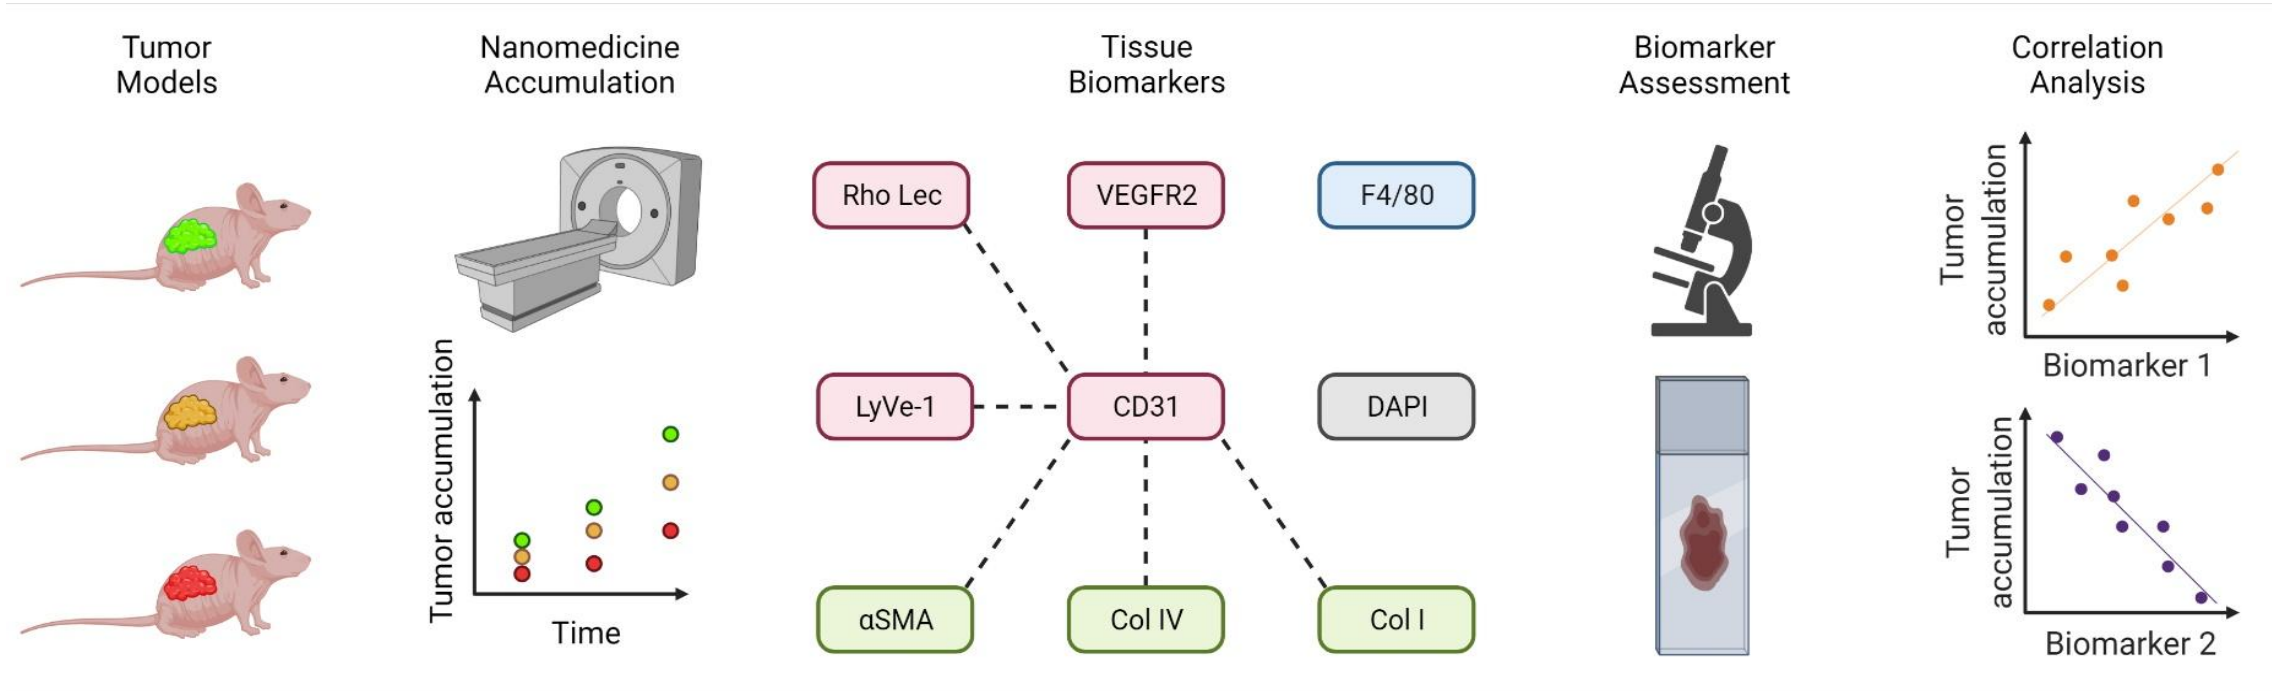 Tumor
Models
Nanomedicine
Accumulation
Tissue
Biomarkers
Biomarker
Assessment
Correlation
Analysis
Tumor accumulation
Time
Rho Lec
VEGFR2
F4/80
LyVe-1
CD31
DAPI
αSMA
Col IV
Col I
Tumor
accumulation
Biomarker 1
Tumor
accumulation
Biomarker 2